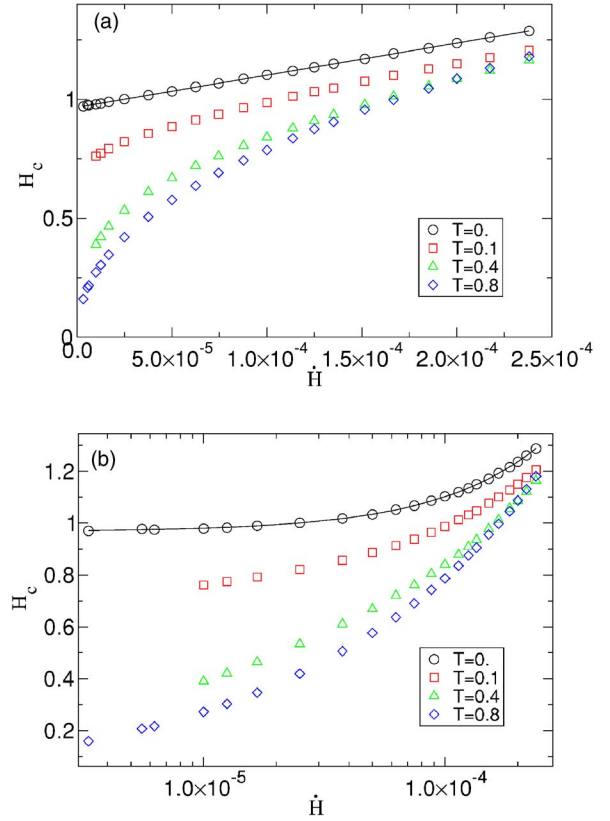 (a)
1
0.5
0
H_c
T=0.
T=0.1
T=0.4
T=0.8
0.0 5.0×10⁻⁵ 1.0×10⁻⁴ 1.5×10⁻⁴ 2.0×10⁻⁴ 2.5×10⁻⁴
Ḣ
(b)
1.2
1
0.8
0.6
0.4
0.2
H_c
T=0.
T=0.1
T=0.4
T=0.8
1.0×10⁻⁵ 1.0×10⁻⁴
Ḣ